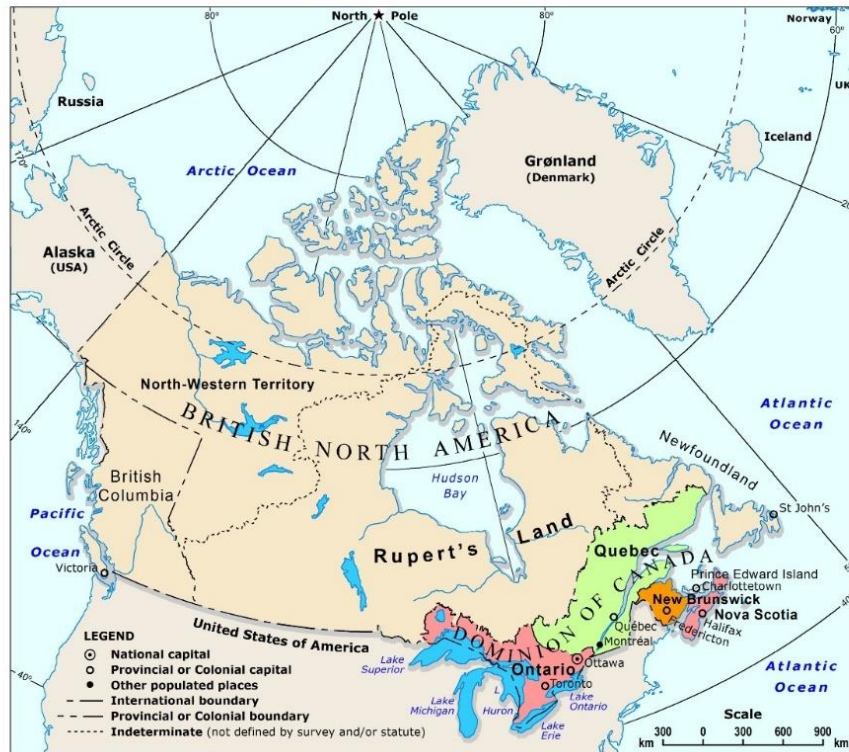 80°
North Pole
80°
Norway
60°
UK
Russia
Iceland
Grønland
(Denmark)
Arctic Ocean
170°
20
Arctic Circle
Arctic Circle
Alaska
(USA)
North-Western Territory
BRITISH NORTH AMERICA
140°
Atlantic
Ocean
Newfoundland
British
Columbia
Hudson
Bay
St John's
Pacific
Ocean
Rupert's Land
Quebec
Victoria
DOMINION OF CANADA
Prince Edward Island
Charlottetown
New Brunswick
Nova Scotia
Fredericton
Halifax
Québec
Montréal
United States of America
Ottawa
Ontario
Toronto
Lake
Superior
Lake
Michigan
L
Huron
Lake
Ontario
Lake
Erie
Atlantic
Ocean
40°
40°
LEGEND
National capital
Provincial or Colonial capital
Other populated places
International boundary
Provincial or Colonial boundary
Indeterminate (not defined by survey and/or statute)
Scale
300 0 300 600 900
km km